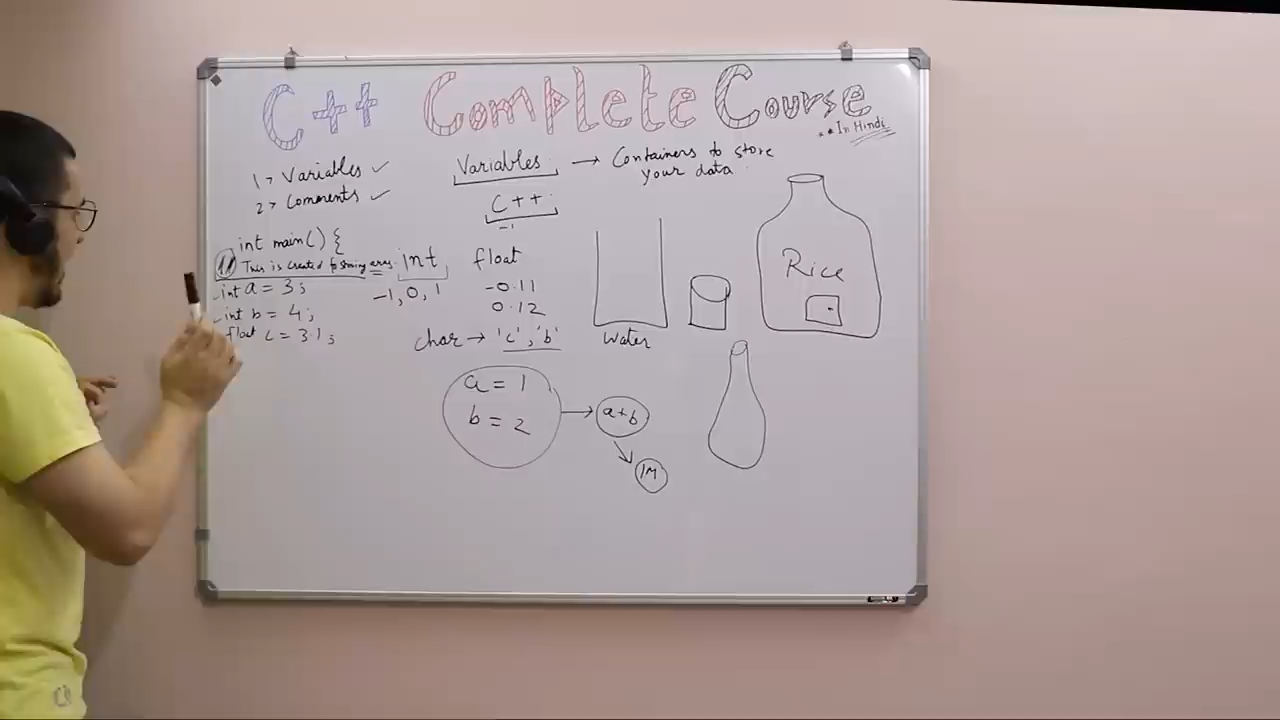 C++ Complete Course
**In Hindi
1> Variables ✓
2> Comments ✓
Variables → Containers to store
your data
C++
int main() {
// This is created for storing
int a = 3;
int b = 4;
float c = 3.1;
int
-1, 0, 1
float
-0.11
0.12
char → 'c', 'b'
Water
Rice
a = 1
b = 2
a+b
1M